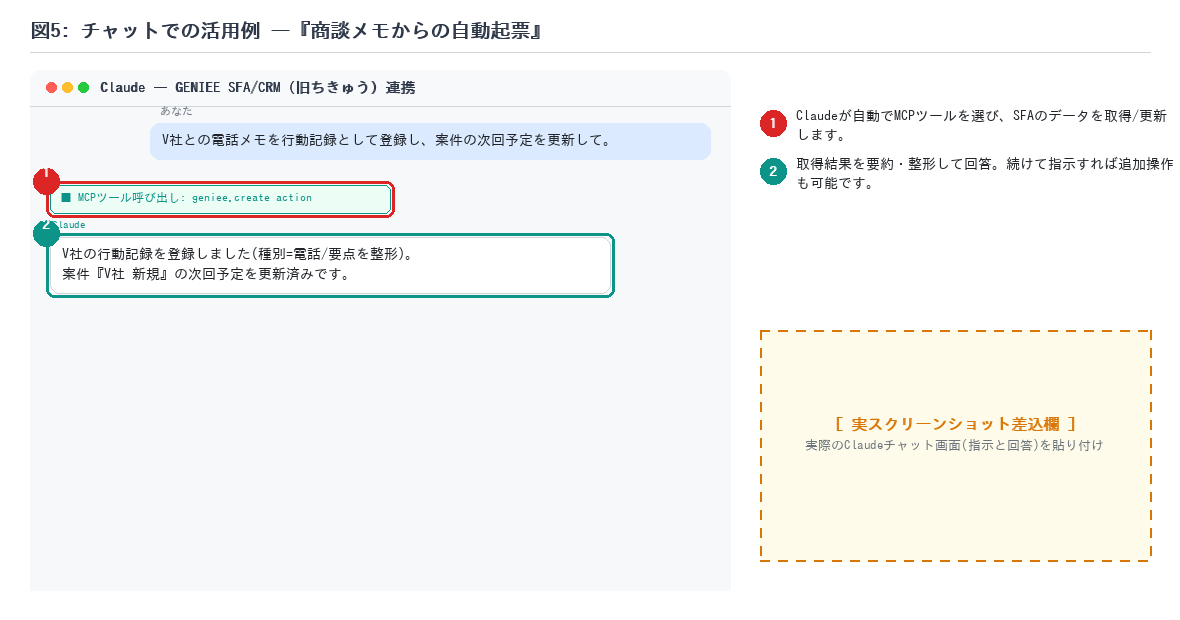 図5: チャットでの活用例 ―『商談メモからの自動起票』
Claude ― GENIEE SFA/CRM (旧ちきゅう) 連携
あなた
V社との電話メモを行動記録として登録し、案件の次回予定を更新して。
1
■ MCPツール呼び出し: geniee.create action
2
Claude
V社の行動記録を登録しました(種別=電話/要点を整形)。
案件『V社 新規』の次回予定を更新済みです。
1
Claudeが自動でMCPツールを選び、SFAのデータを取得/更新
します。
2
取得結果を要約・整形して回答。続けて指示すれば追加操作
も可能です。
[ 実スクリーンショット差込欄 ]
実際のClaudeチャット画面(指示と回答)を貼り付け